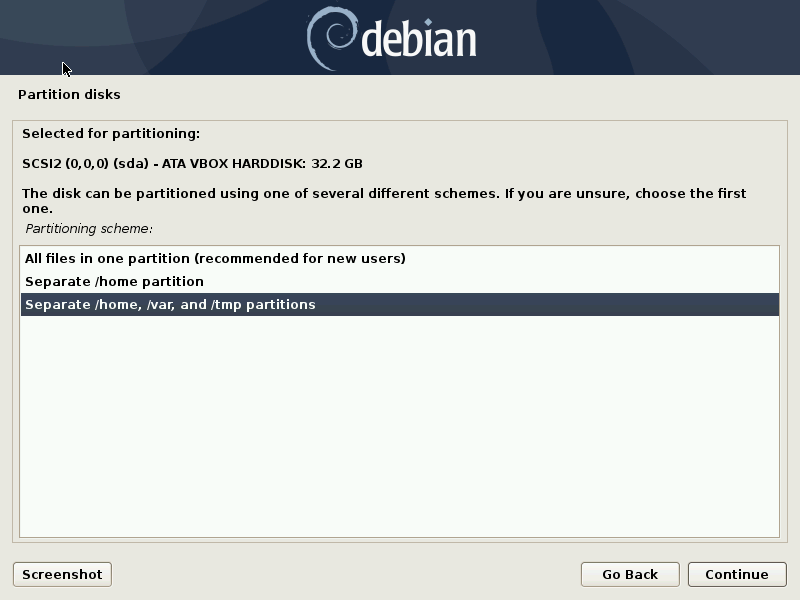 debian
Partition disks
Selected for partitioning:
SCSI2 (0,0,0) (sda) - ATA VBOX HARDDISK: 32.2 GB
The disk can be partitioned using one of several different schemes. If you are unsure, choose the first
one.
Partitioning scheme:
All files in one partition (recommended for new users)
Separate /home partition
Separate /home, /var, and /tmp partitions
Screenshot
Go Back
Continue